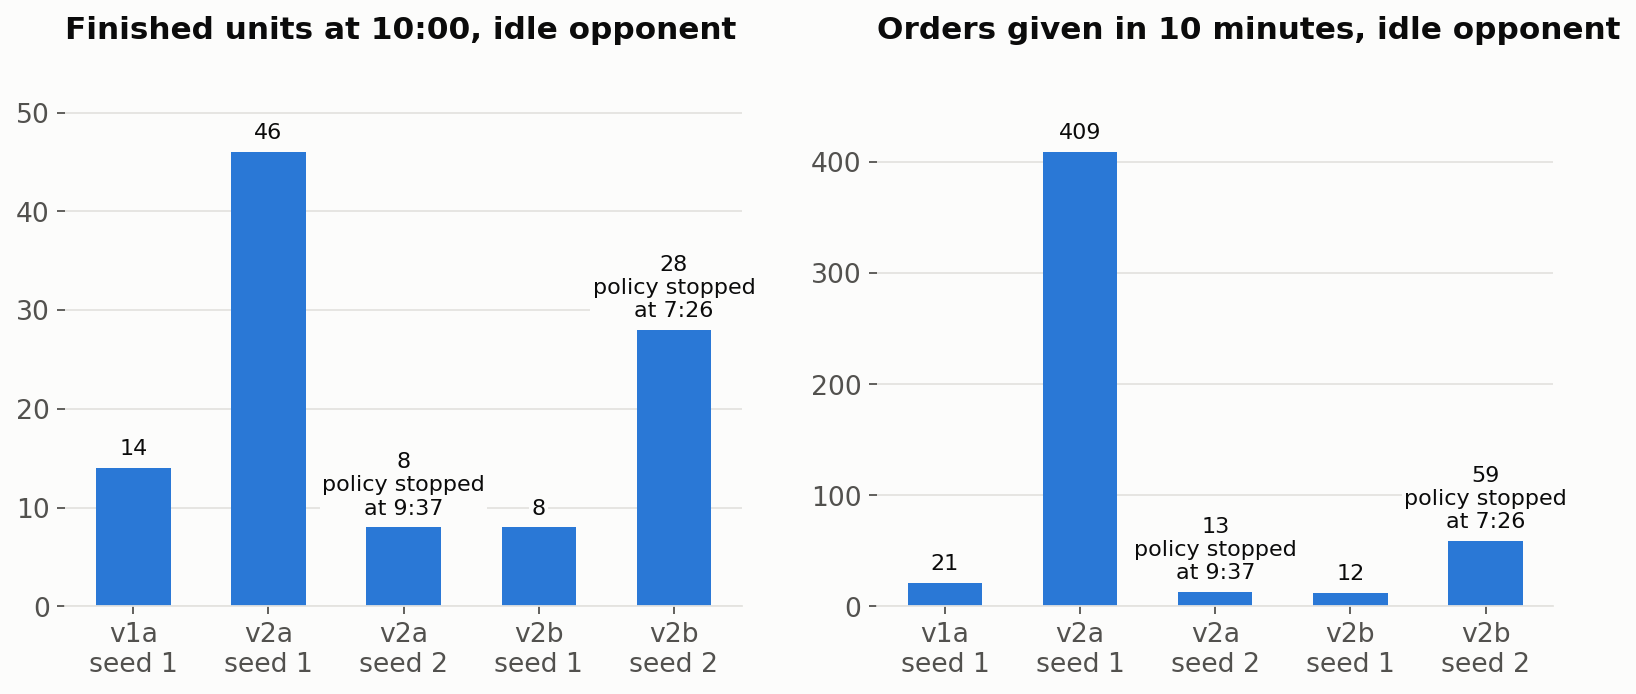 Finished units at 10:00, idle opponent
50
40
30
20
10
0
14
46
8
policy stopped
at 9:37
8
28
policy stopped
at 7:26
v1a
seed 1
v2a
seed 1
v2a
seed 2
v2b
seed 1
v2b
seed 2
Orders given in 10 minutes, idle opponent
400
300
200
100
0
21
409
13
policy stopped
at 9:37
12
59
policy stopped
at 7:26
v1a
seed 1
v2a
seed 1
v2a
seed 2
v2b
seed 1
v2b
seed 2